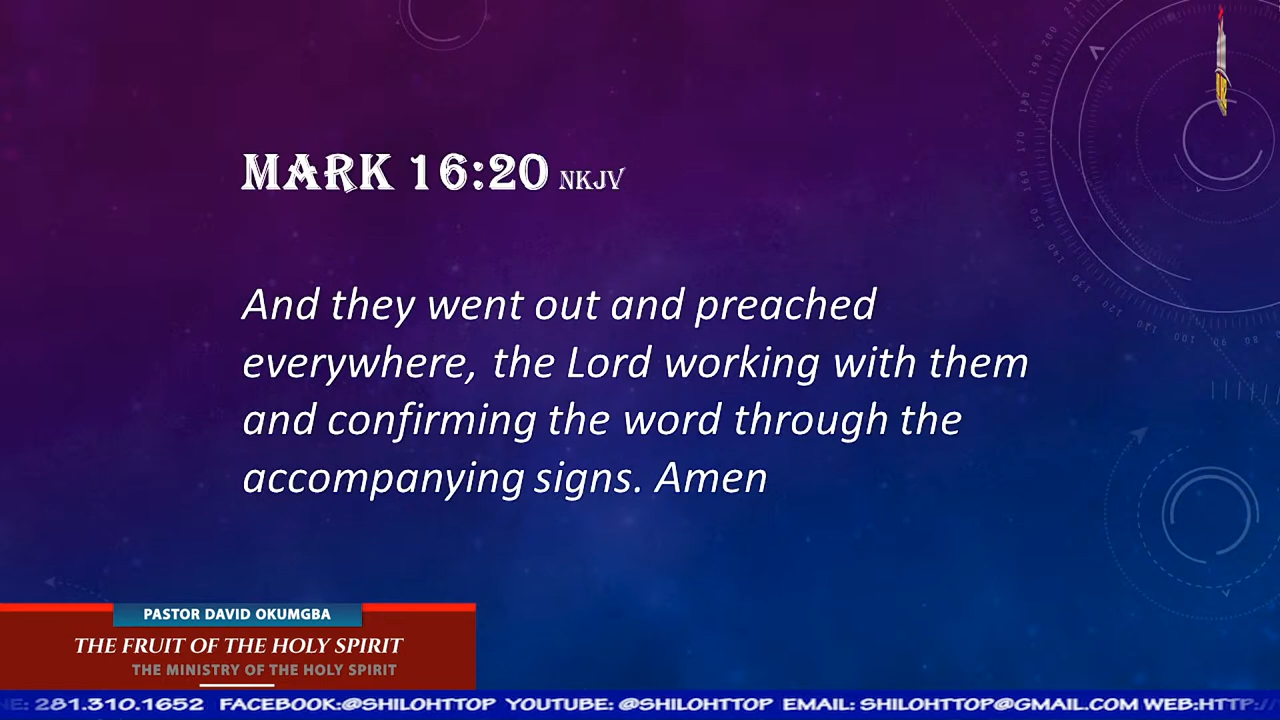 MARK 16:20 NKJV
And they went out and preached
everywhere, the Lord working with them
and confirming the word through the
accompanying signs. Amen
PASTOR DAVID OKUMGBA
THE FRUIT OF THE HOLY SPIRIT
THE MINISTRY OF THE HOLY SPIRIT
E: 281.310.1652 FACEBOOK:@SHILOHTTOP YOUTUBE: @SHILOHTTOP EMAIL: SHILOHTTOP@GMAIL.COM WEB:HTTP://